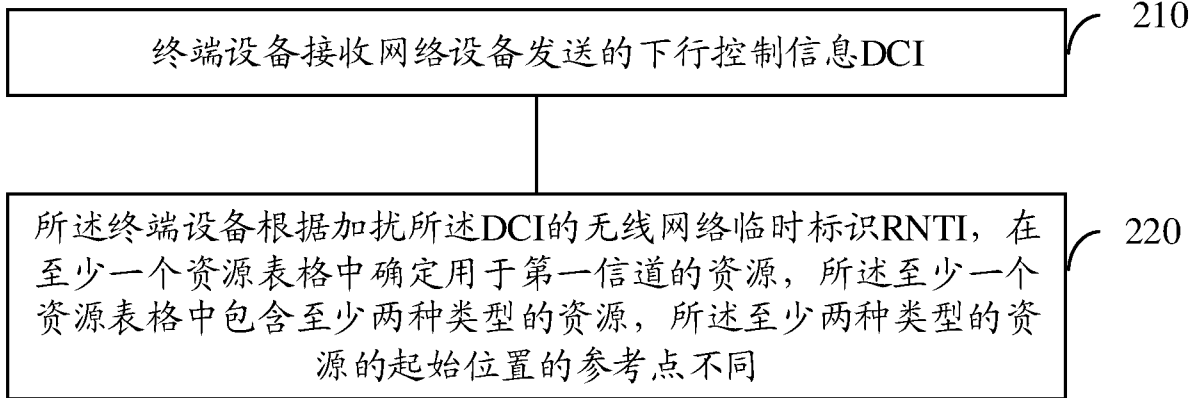 210
终端设备接收网络设备发送的下行控制信息DCI
所述终端设备根据加扰所述DCI的无线网络临时标识RNTI，在
至少一个资源表格中确定用于第一信道的资源，所述至少一个
资源表格中包含至少两种类型的资源，所述至少两种类型的资
源的起始位置的参考点不同
220